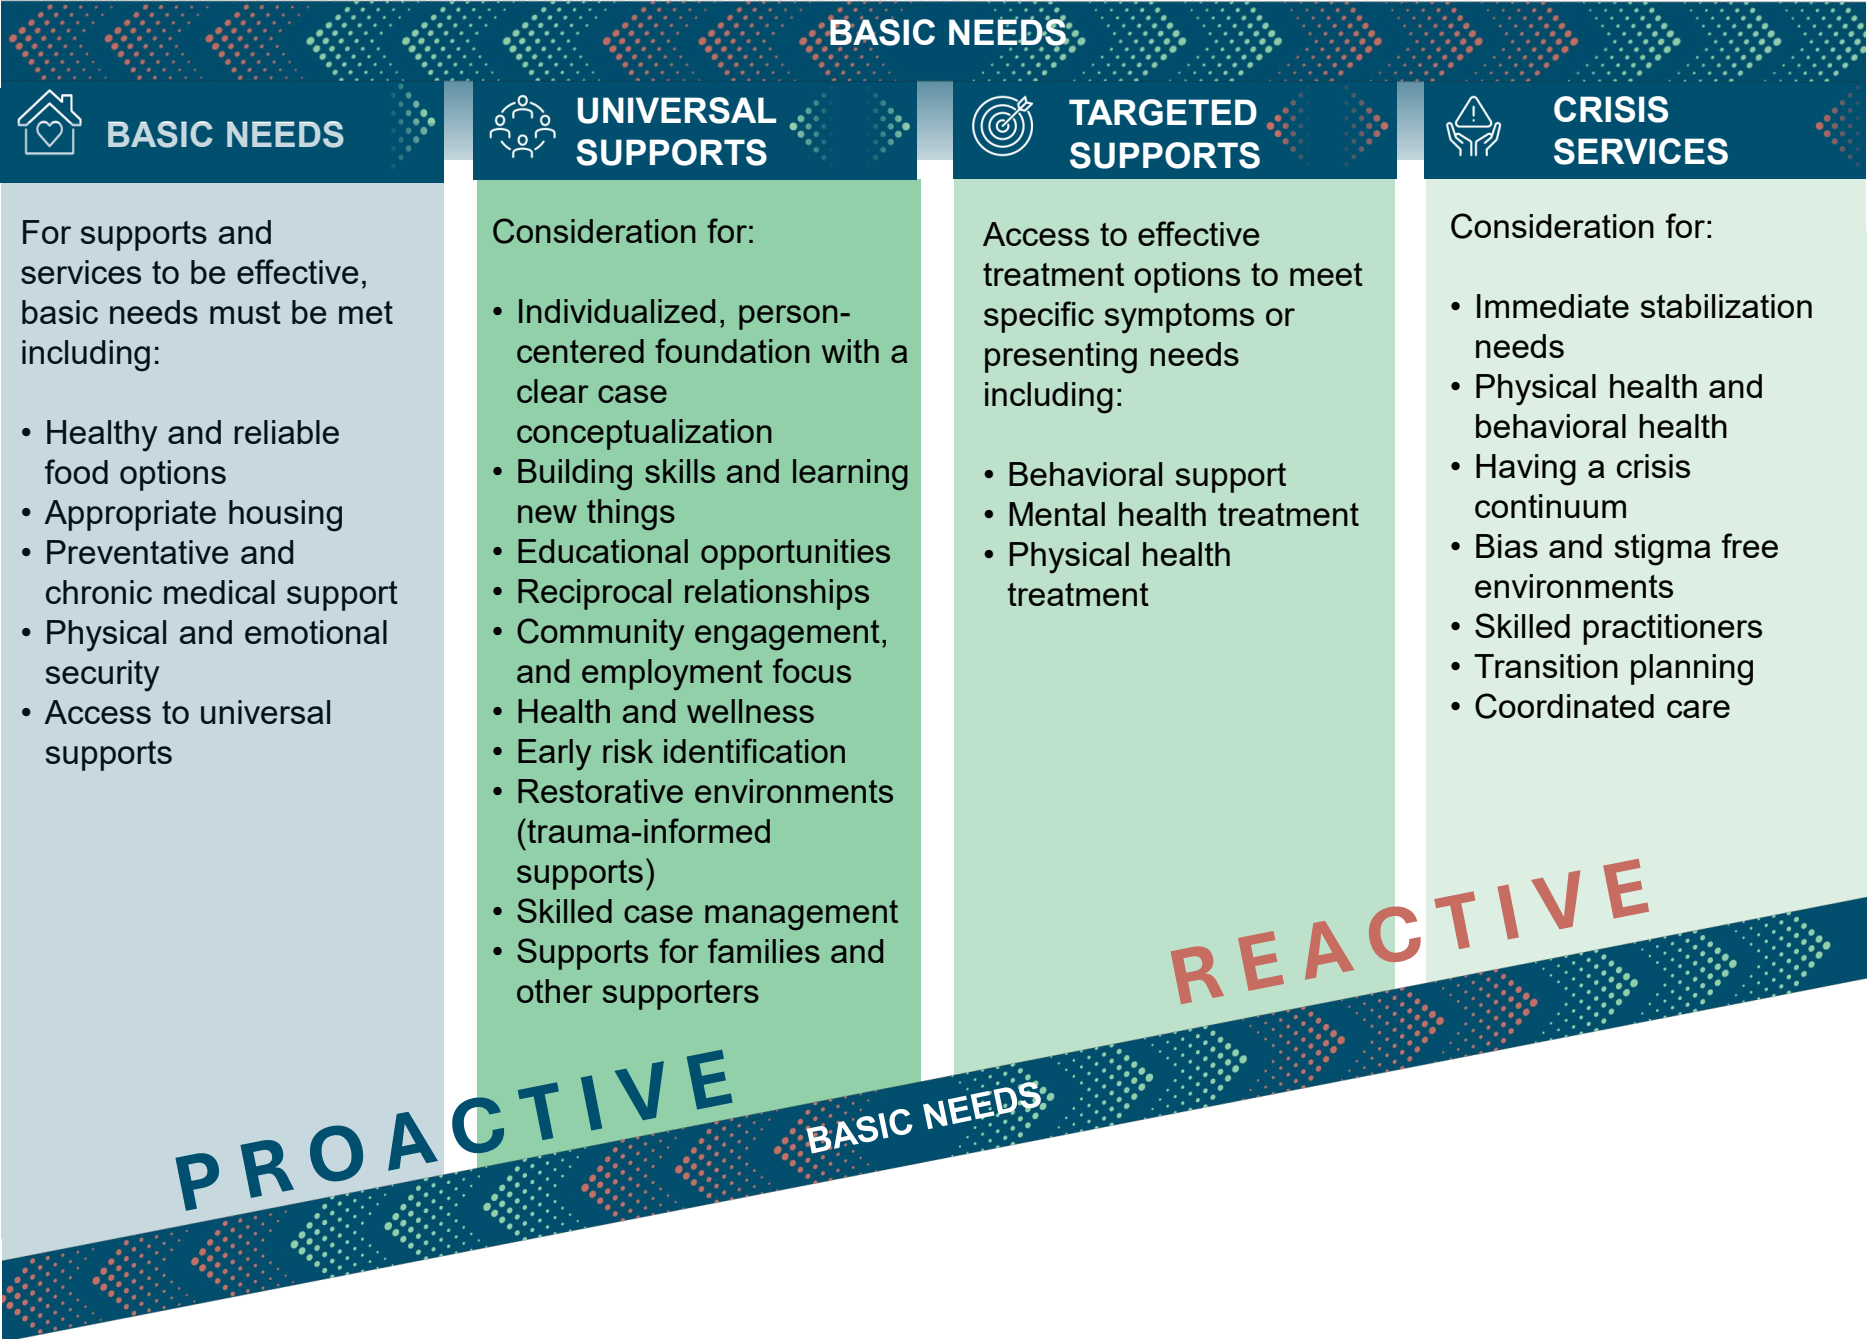 BASIC NEEDS
BASIC NEEDS
For supports and
services to be effective,
basic needs must be met
including:
• Healthy and reliable
food options
• Appropriate housing
• Preventative and
chronic medical support
• Physical and emotional
security
• Access to universal
supports
UNIVERSAL
SUPPORTS
Consideration for:
• Individualized, person-
centered foundation with a
clear case
conceptualization
• Building skills and learning
new things
• Educational opportunities
• Reciprocal relationships
• Community engagement,
and employment focus
• Health and wellness
• Early risk identification
• Restorative environments
(trauma-informed
supports)
• Skilled case management
• Supports for families and
other supporters
TARGETED
SUPPORTS
Access to effective
treatment options to meet
specific symptoms or
presenting needs
including:
• Behavioral support
• Mental health treatment
• Physical health
treatment
CRISIS
SERVICES
Consideration for:
• Immediate stabilization
needs
• Physical health and
behavioral health
• Having a crisis
continuum
• Bias and stigma free
environments
• Skilled practitioners
• Transition planning
• Coordinated care
PROACTIVE
REACTIVE
BASIC NEEDS